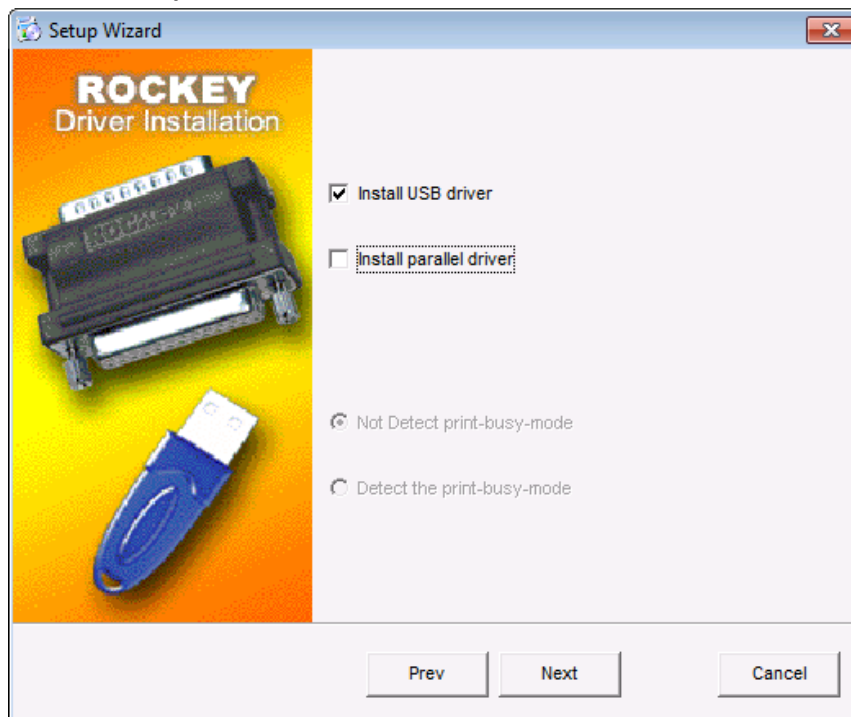 Setup Wizard
ROCKEY
Driver Installation
Install USB driver
Install parallel driver
Not Detect print-busy-mode
Detect the print-busy-mode
Prev
Next
Cancel